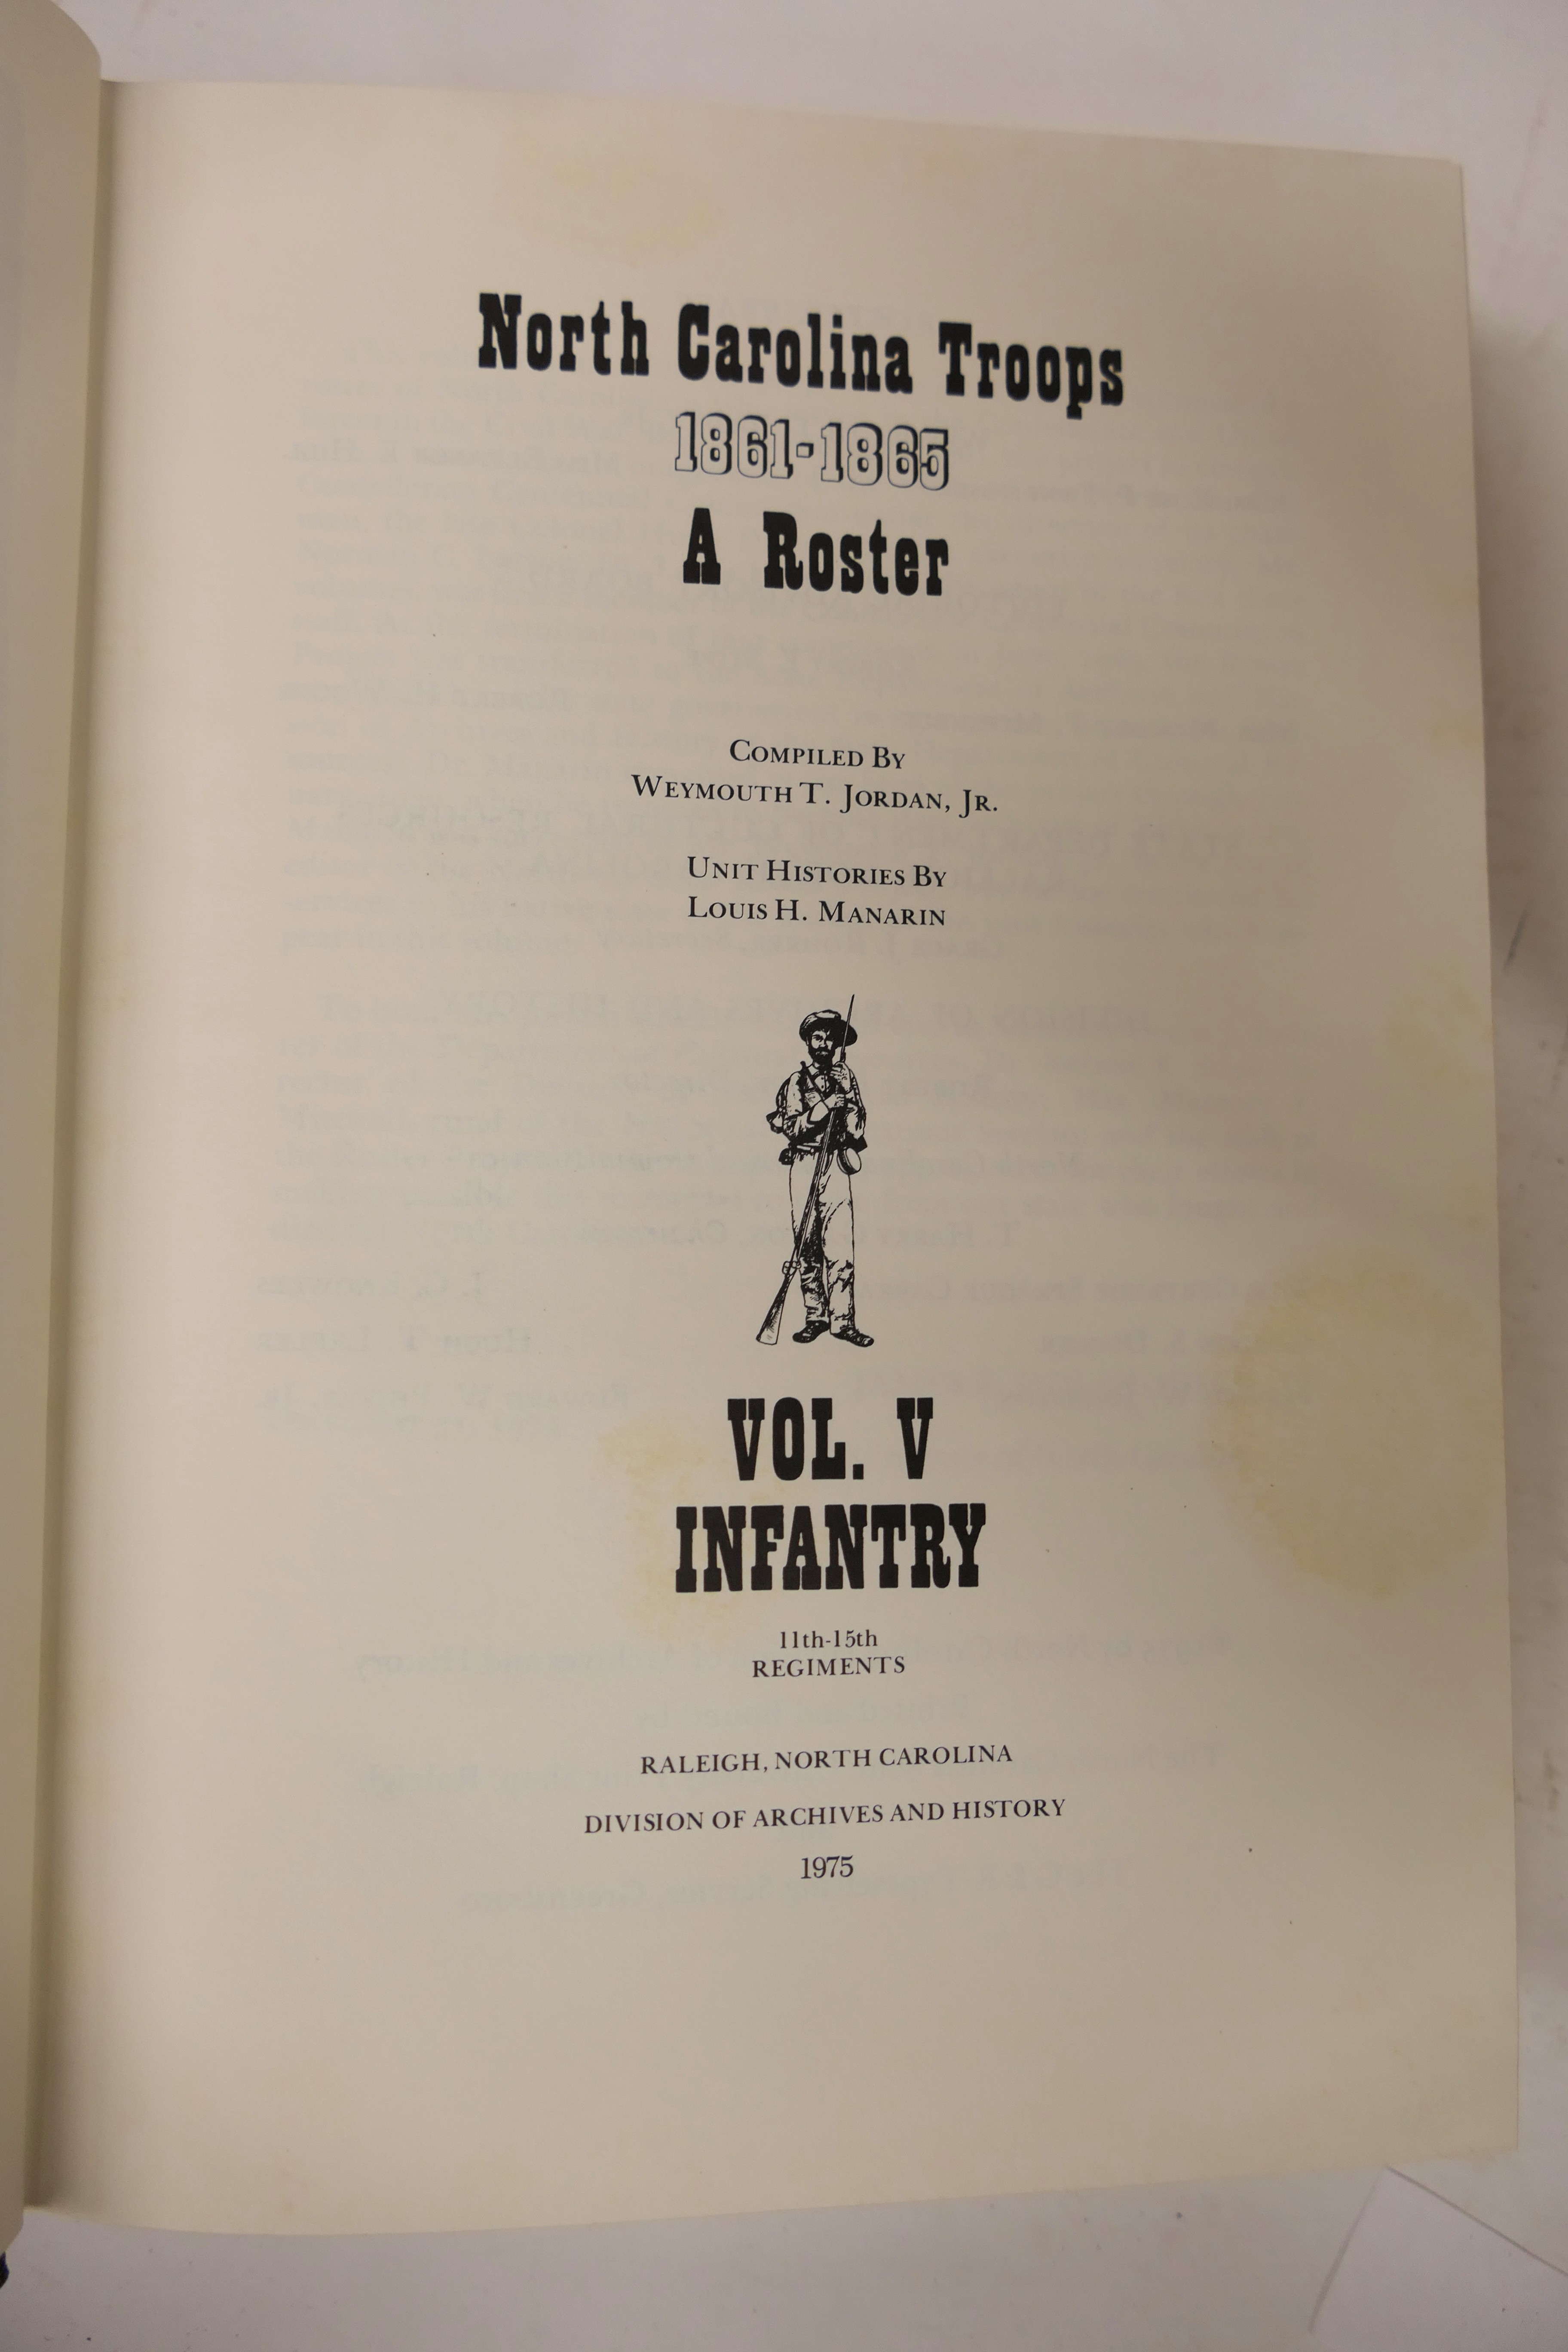 North Carolina Troops
1861-1865
A Roster
COMPILED BY
WEYMOUTH T. JORDAN, JR.
UNIT HISTORIES BY
LOUIS H. MANARIN
VOL. V
INFANTRY
11th-15th
REGIMENTS
RALEIGH, NORTH CAROLINA
DIVISION OF ARCHIVES AND HISTORY
1975